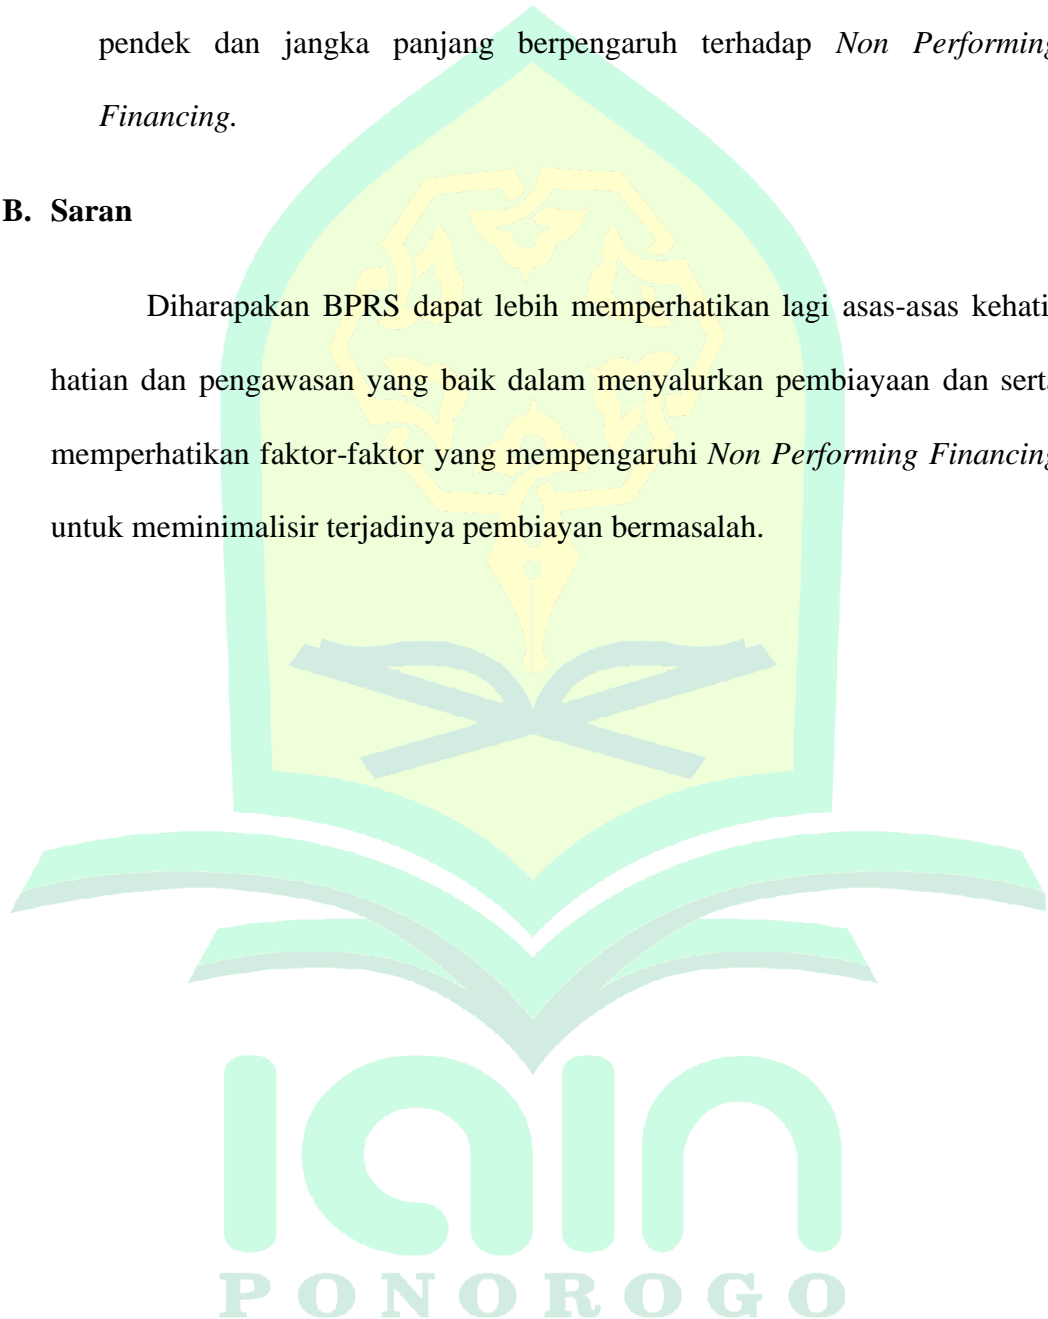 pendek dan jangka panjang berpengaruh terhadap Non Performing
Financing.
B. Saran
Diharapakan BPRS dapat lebih memperhatikan lagi asas-asas kehati-
hatian dan pengawasan yang baik dalam menyalurkan pembiayaan dan serta
memperhatikan faktor-faktor yang mempengaruhi Non Performing Financing
untuk meminimalisir terjadinya pembiayan bermasalah.
iain
PONOROGO